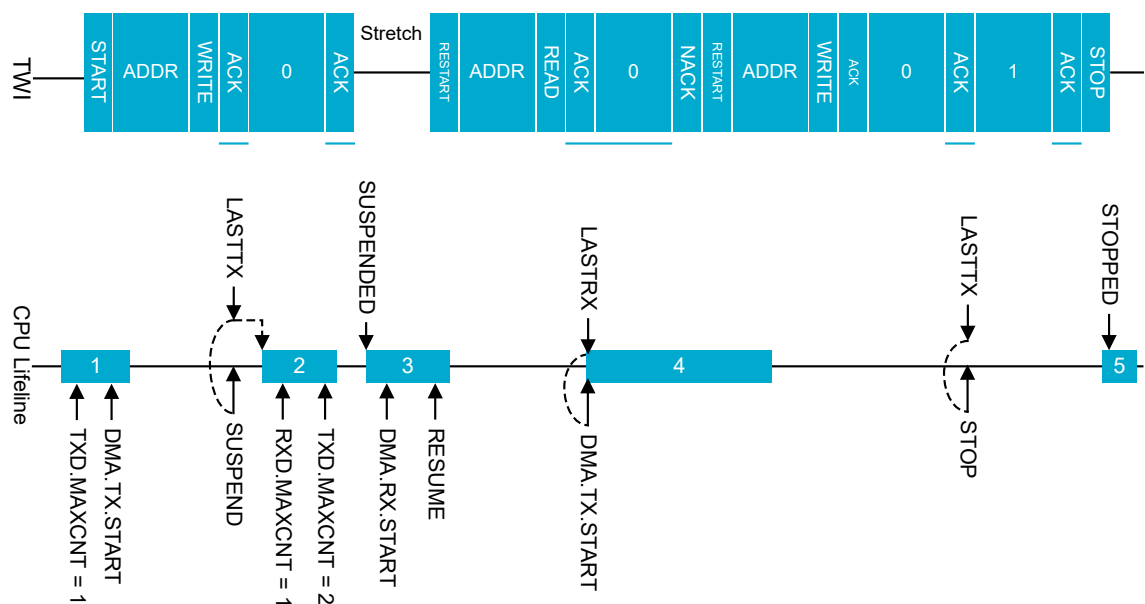 Stretch
START
ADDR
WRITE
ACK
0
ACK
RESTART
ADDR
READ
ACK
0
NACK
RESTART
ADDR
WRITE
ACK
0
ACK
1
ACK
STOP
TWI
SUSPENDED
LASTTX
LASTRX
LASTTX
STOPPED
CPU Lifeline
1
2
3
4
5
TXD.MAXCNT = 1
DMA.TX.START
SUSPEND
RXD.MAXCNT = 1
TXD.MAXCNT = 2
DMA.RX.START
RESUME
DMA.TX.START
STOP